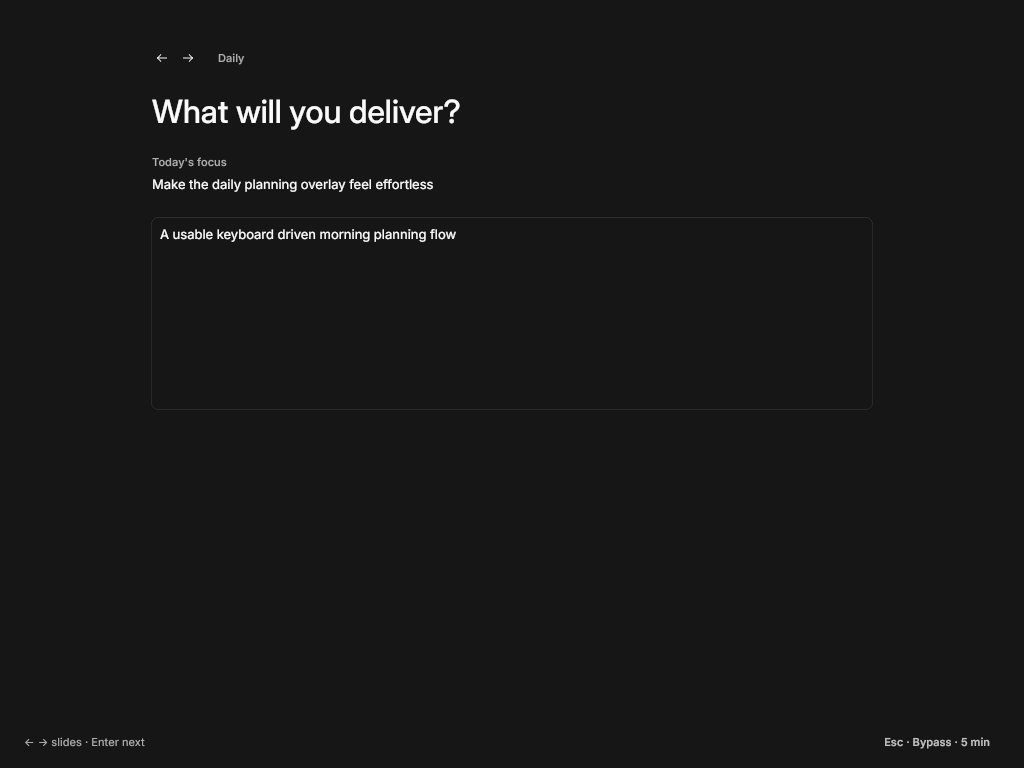 ← → Daily
What will you deliver?
Today's focus
Make the daily planning overlay feel effortless
A usable keyboard driven morning planning flow
← → slides · Enter next
Esc · Bypass · 5 min